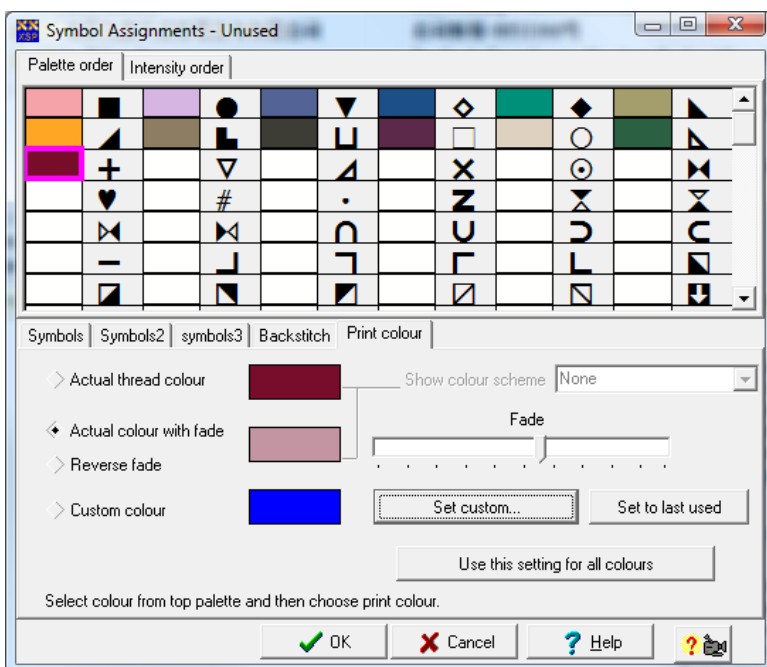 XSP Symbol Assignments - Unused
Palette order Intensity order
#
Z
Symbols Symbols2 symbols3 Backstitch Print colour
Actual thread colour Show colour scheme None
Actual colour with fade Fade
Reverse fade
Custom colour Set custom... Set to last used
Use this setting for all colours
Select colour from top palette and then choose print colour.
OK Cancel ? Help ?